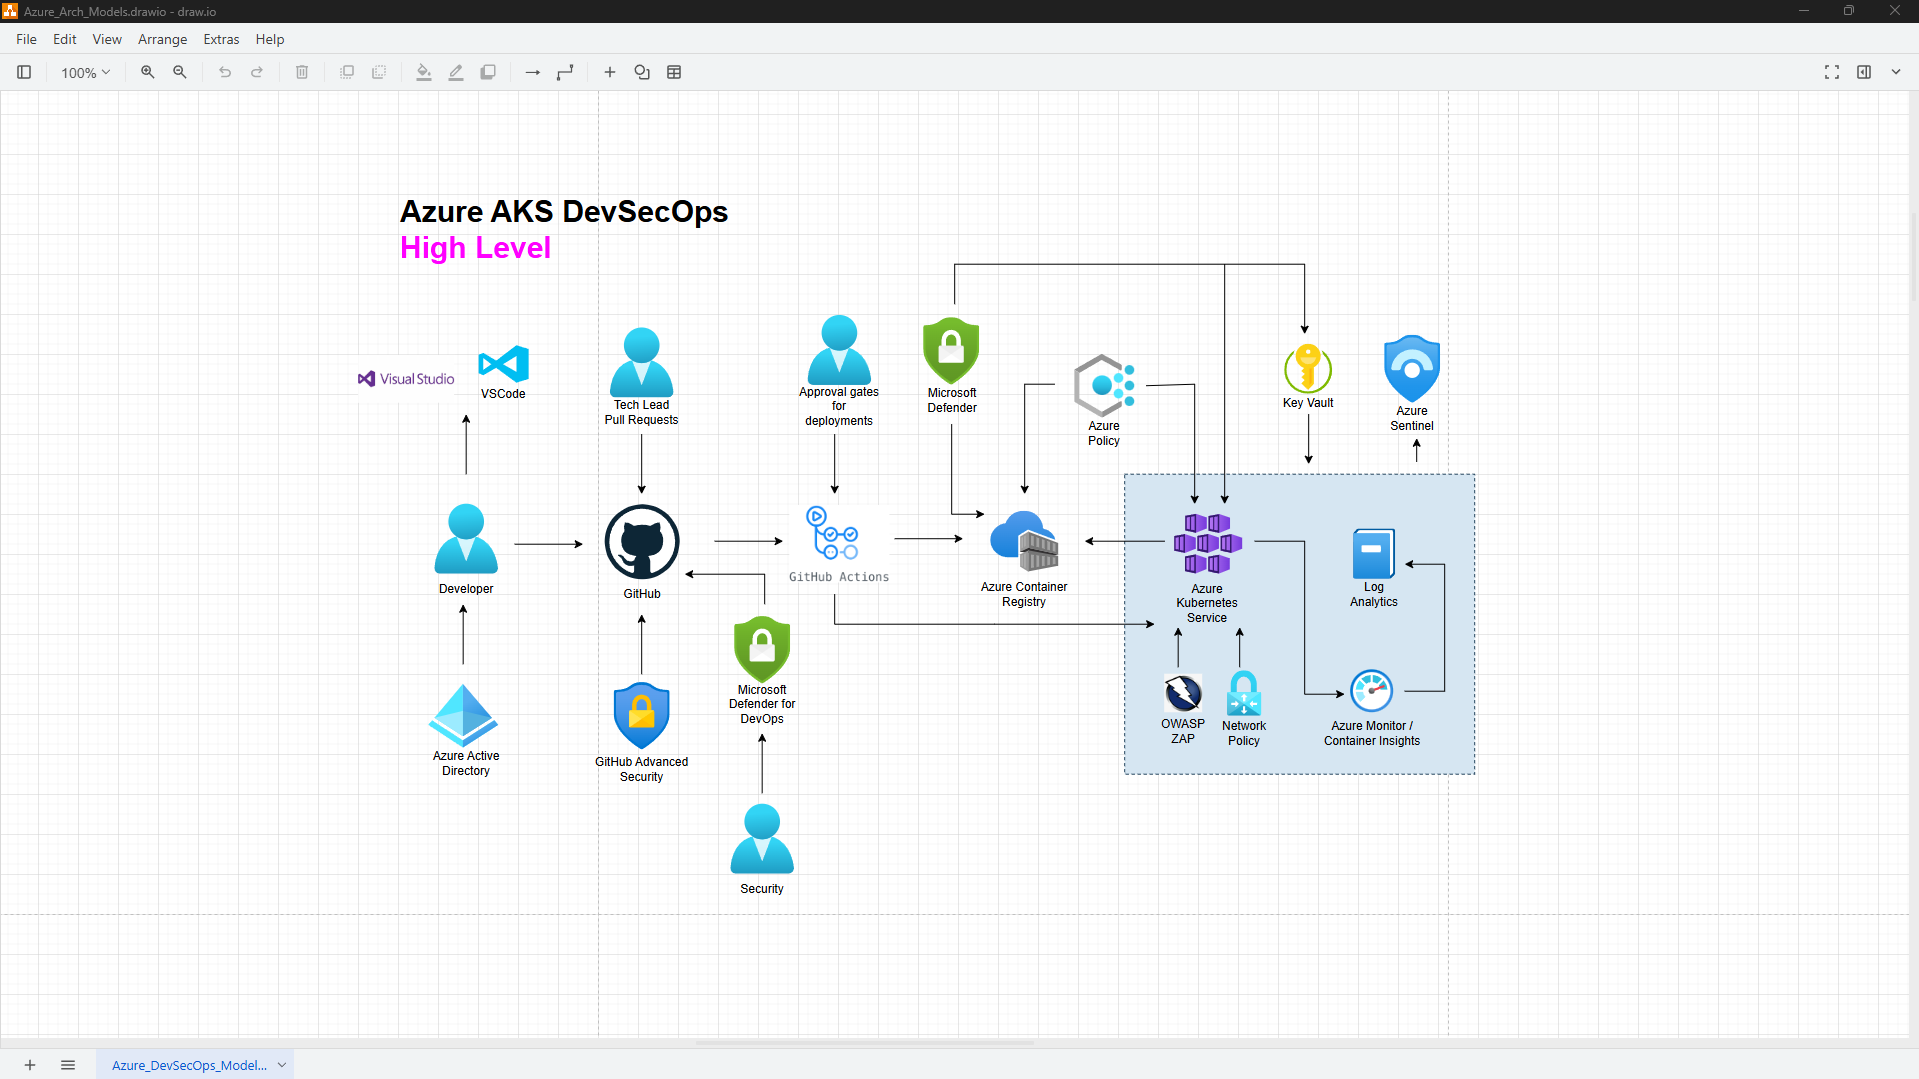 Azure_Arch_Models.drawio - draw.io
File Edit View Arrange Extras Help
100%
Azure AKS DevSecOps
High Level
Visual Studio
VSCode
Tech Lead
Pull Requests
Approval gates
for
deployments
Microsoft
Defender
Azure
Policy
Key Vault
Azure
Sentinel
Developer
GitHub
GitHub Actions
Azure Container
Registry
Azure
Kubernetes
Service
Log
Analytics
Azure Active
Directory
GitHub Advanced
Security
Microsoft
Defender for
DevOps
OWASP
ZAP
Network
Policy
Azure Monitor /
Container Insights
Security
Azure_DevSecOps_Model...